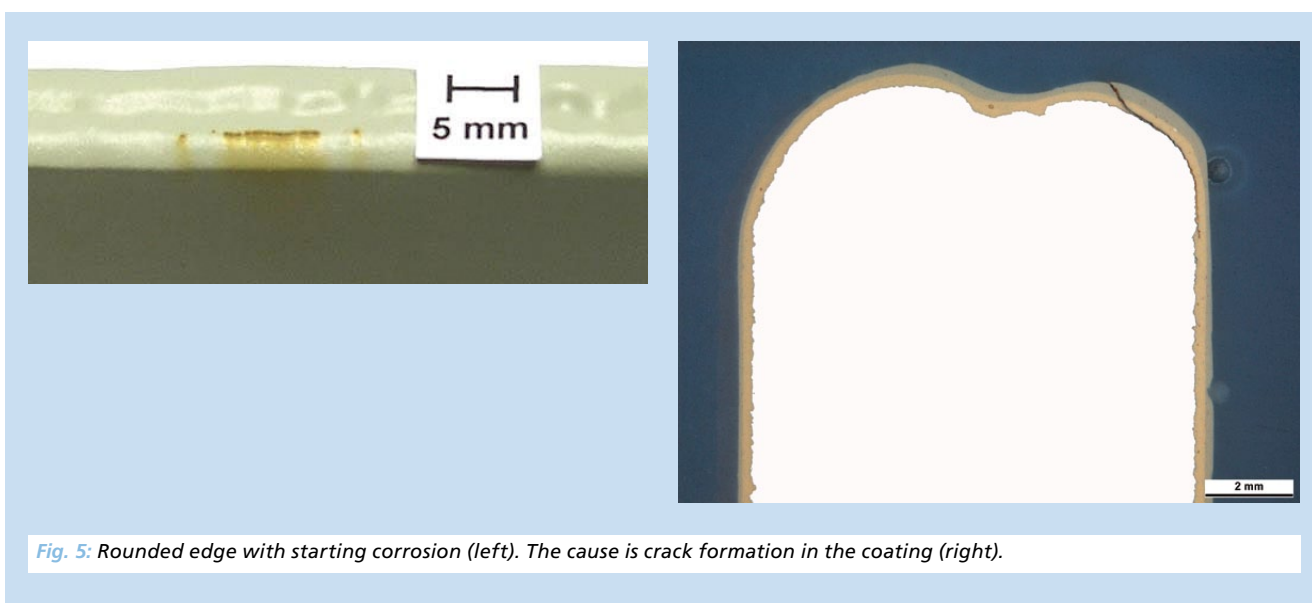 5 mm
2 mm
Fig. 5: Rounded edge with starting corrosion (left). The cause is crack formation in the coating (right).